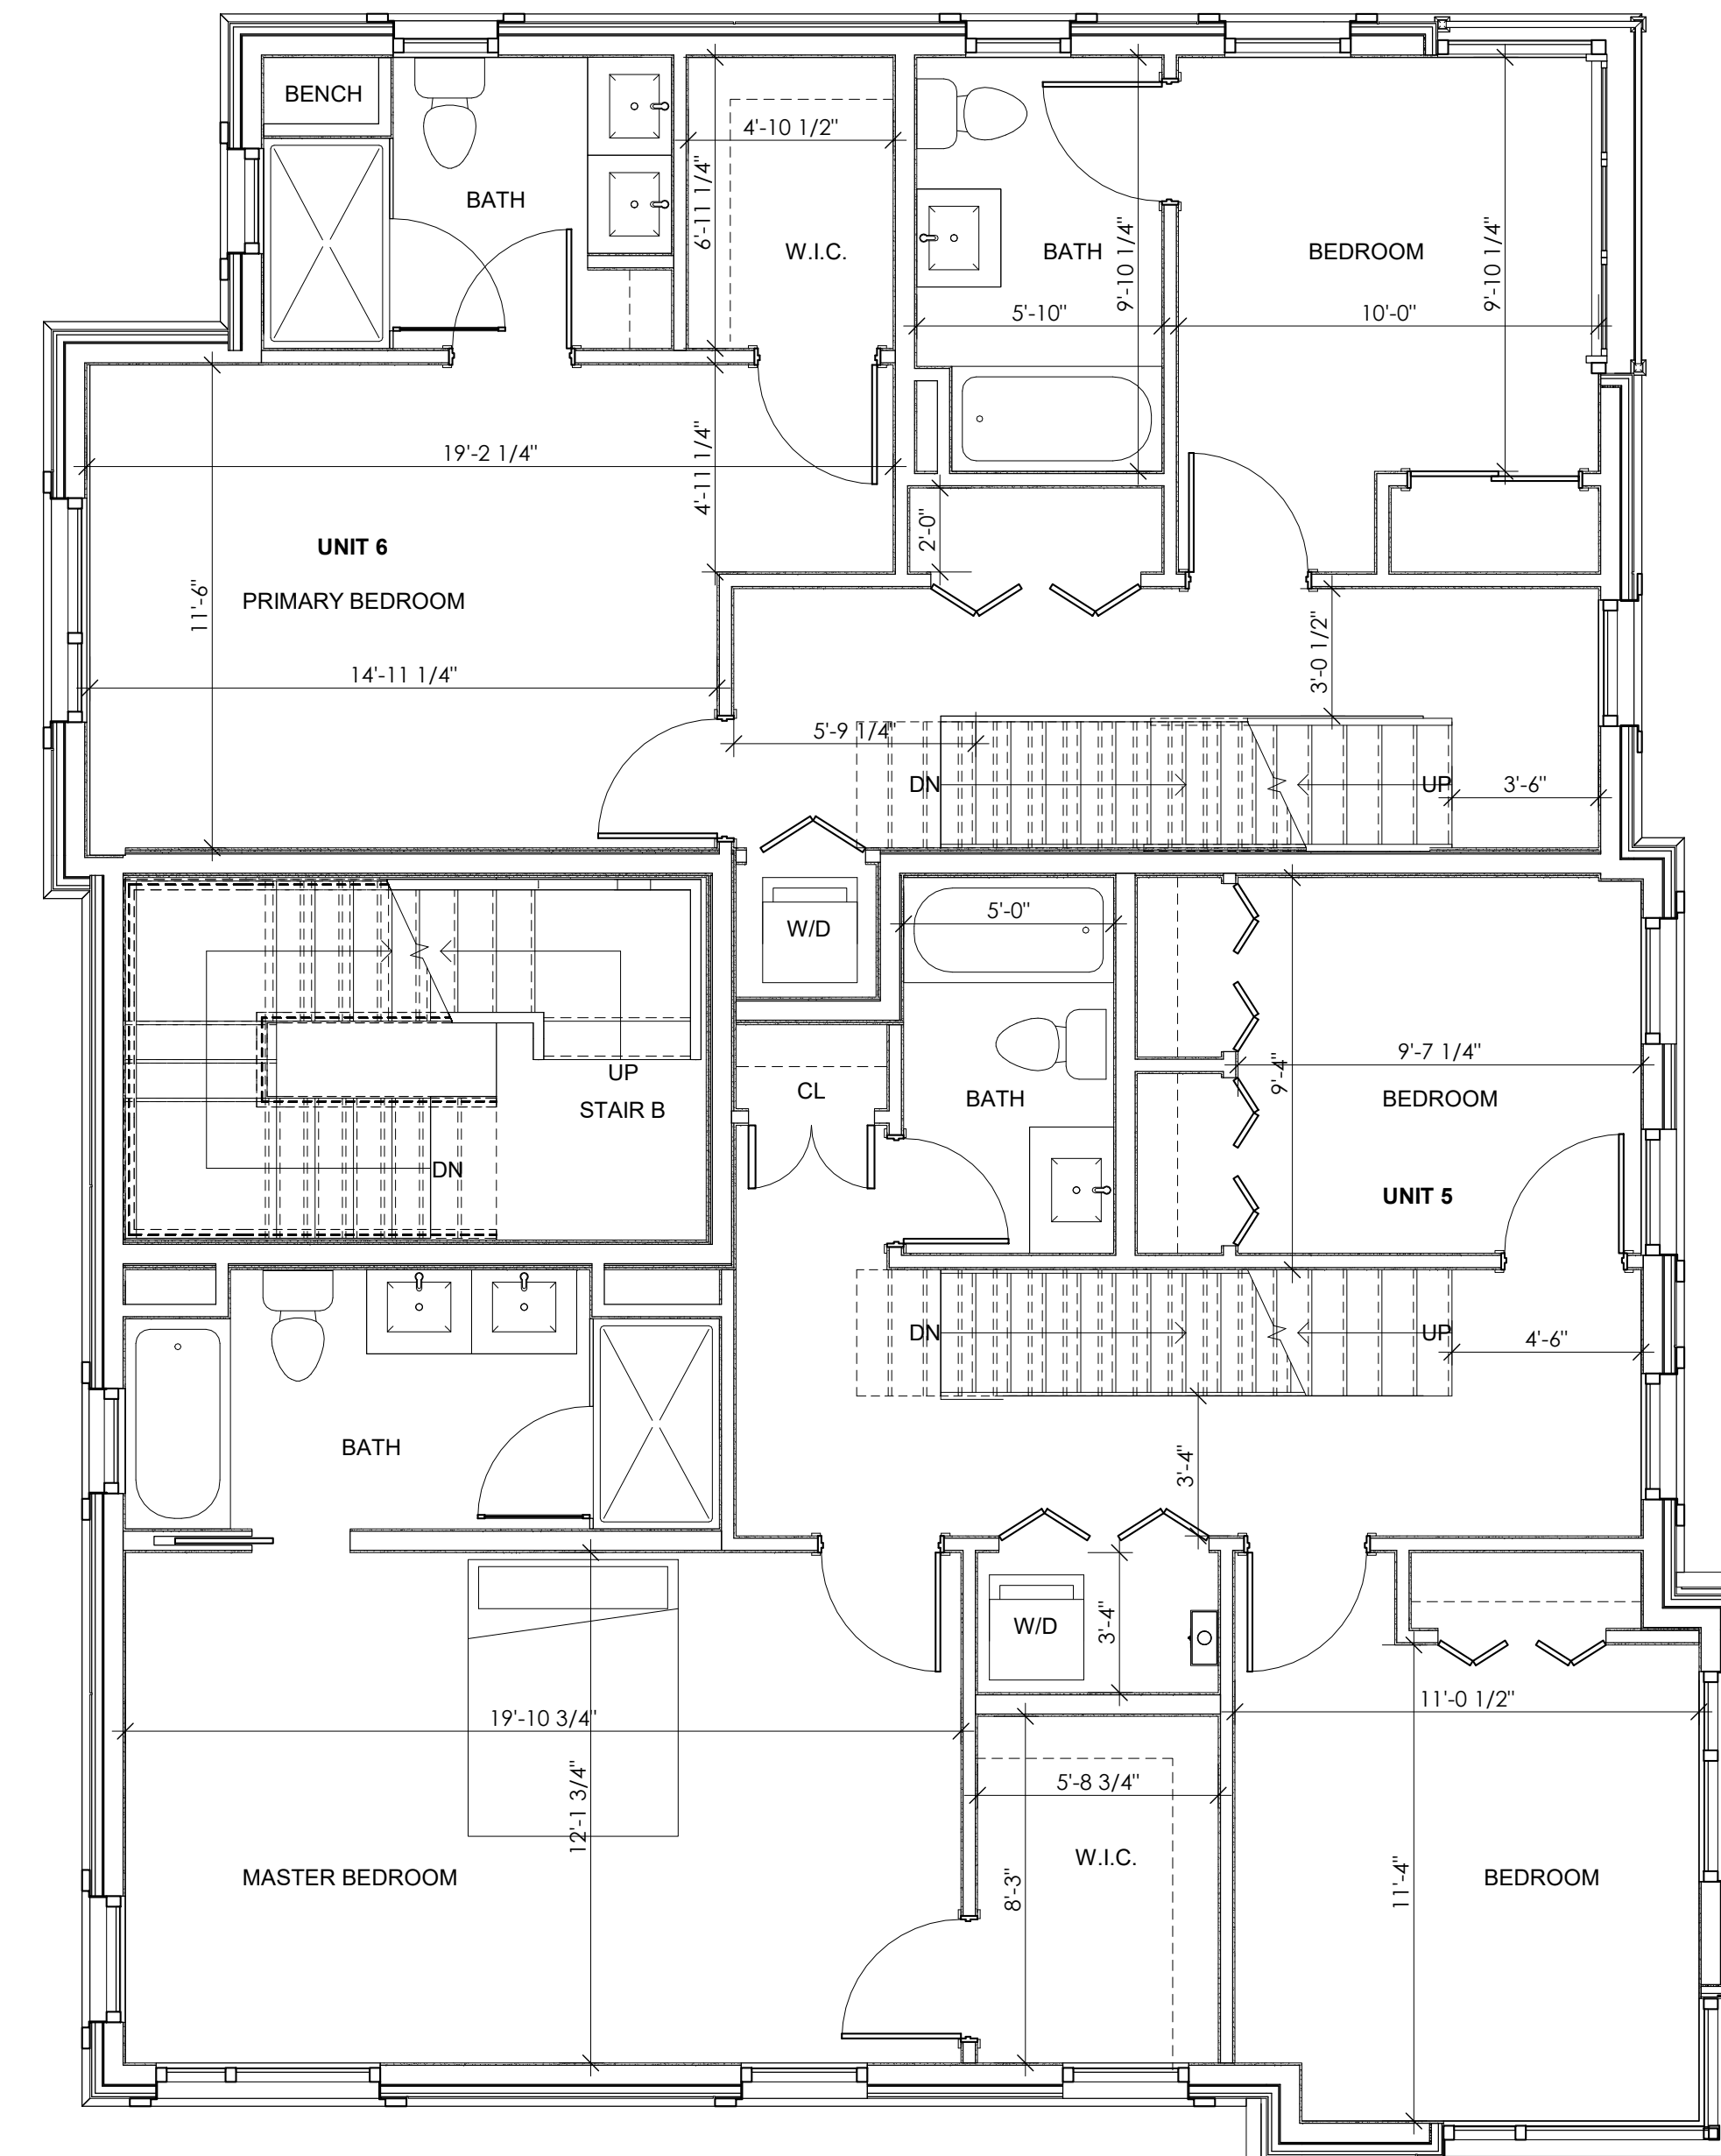 BENCH
4'-10 1/2"
6'-11 1/4"
BATH
W.I.C.
BATH
9'-10 1/4"
BEDROOM
9'-10 1/4"
5'-10"
10'-0"
19'-2 1/4"
4'-11 1/4"
2'-0"
UNIT 6
PRIMARY BEDROOM
11'-6"
3'-0 1/2"
14'-11 1/4"
5'-9 1/4"
DN
UP
3'-6"
W/D
5'-0"
9'-7 1/4"
9'-4"
UP
CL
BATH
BEDROOM
STAIR B
DN
UNIT 5
DN
UP
4'-6"
BATH
3'-4"
W/D
3'-4"
19'-10 3/4"
11'-0 1/2"
12'-1 3/4"
5'-8 3/4"
W.I.C.
MASTER BEDROOM
8'-3"
11'-4"
BEDROOM